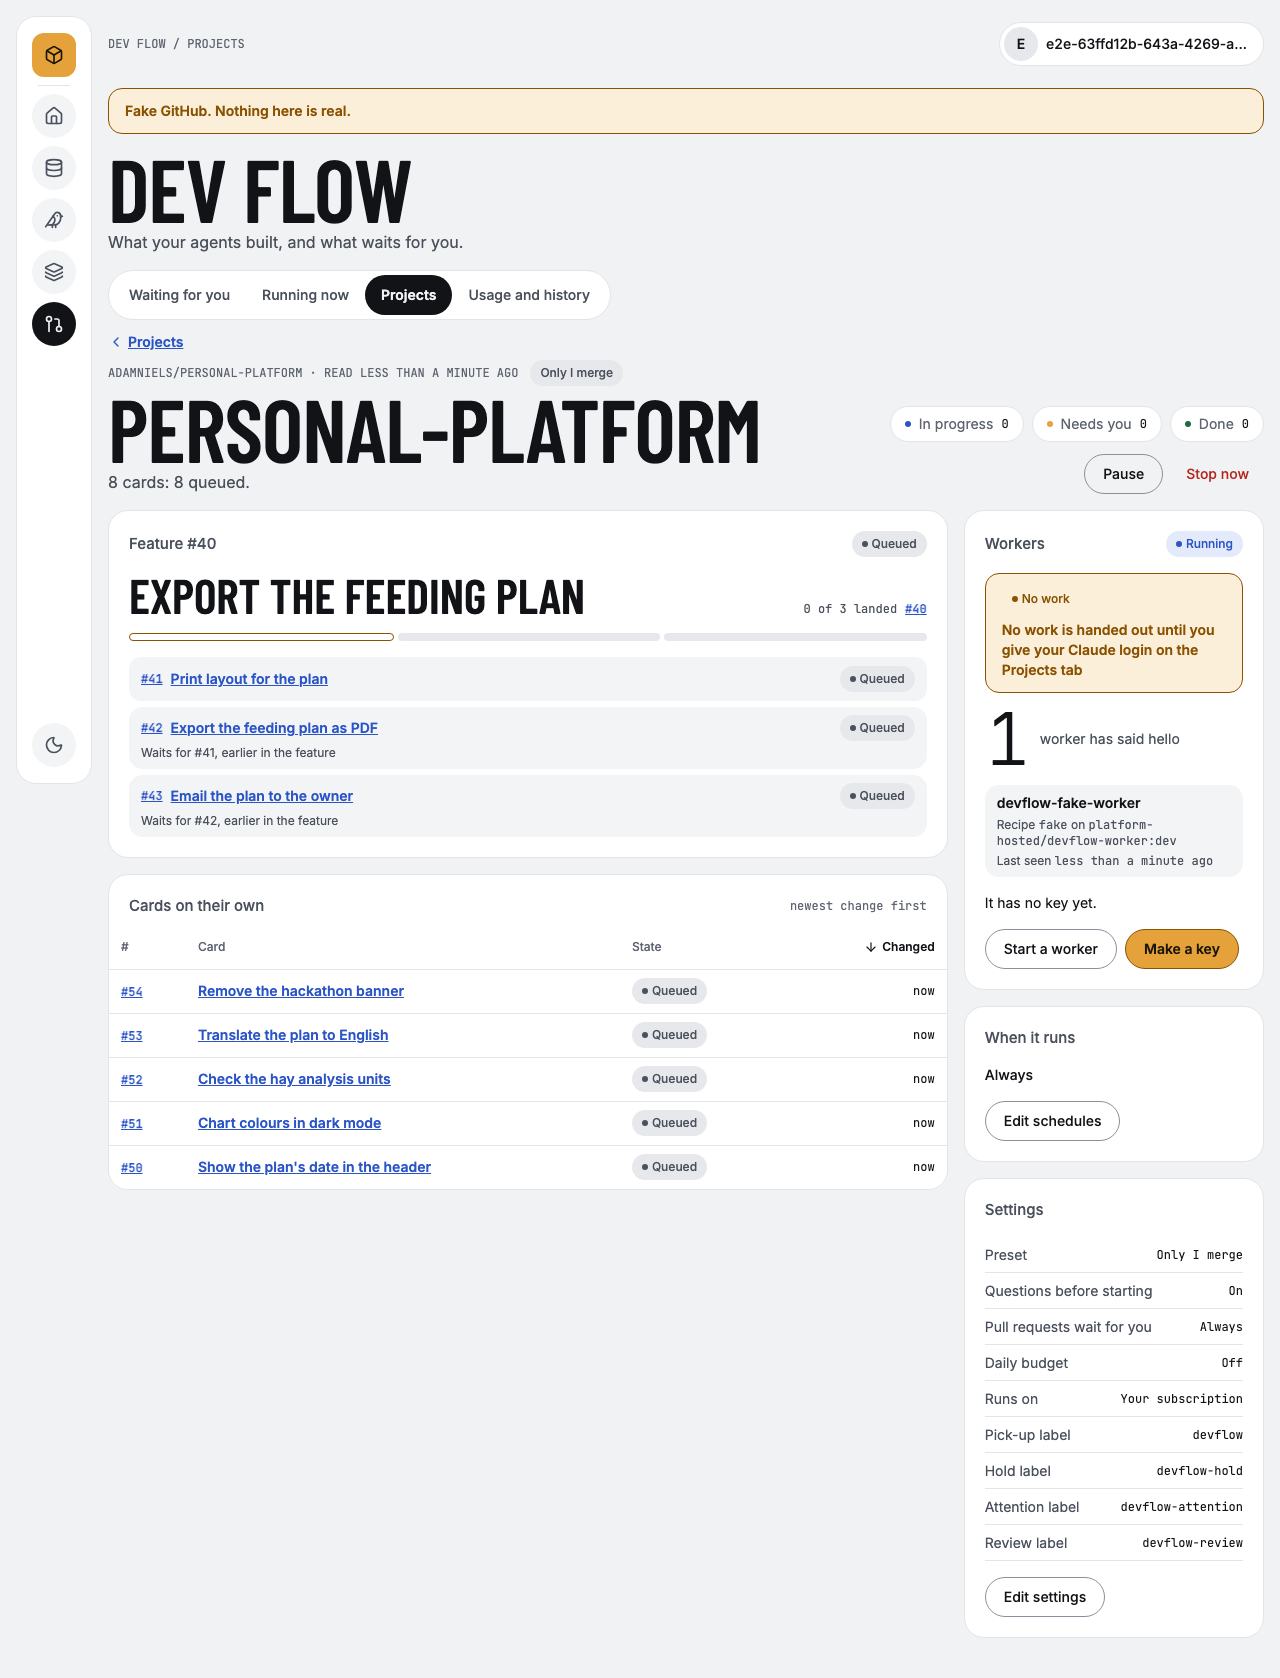 DEV FLOW / PROJECTS
E e2e-63ffd12b-643a-4269-a...
Fake GitHub. Nothing here is real.
DEV FLOW
What your agents built, and what waits for you.
Waiting for you Running now Projects Usage and history
Projects
ADAMNIELS/PERSONAL-PLATFORM · READ LESS THAN A MINUTE AGO Only I merge
PERSONAL-PLATFORM
In progress 0 Needs you 0 Done 0
8 cards: 8 queued.
Pause Stop now
Feature #40 Queued
EXPORT THE FEEDING PLAN
0 of 3 landed #40
#41 Print layout for the plan Queued
#42 Export the feeding plan as PDF Queued
Waits for #41, earlier in the feature
#43 Email the plan to the owner Queued
Waits for #42, earlier in the feature
Cards on their own newest change first
# Card State Changed
#54 Remove the hackathon banner Queued now
#53 Translate the plan to English Queued now
#52 Check the hay analysis units Queued now
#51 Chart colours in dark mode Queued now
#50 Show the plan's date in the header Queued now
Workers Running
No work
No work is handed out until you
give your Claude login on the
Projects tab
1 worker has said hello
devflow-fake-worker
Recipe fake on platform-
hosted/devflow-worker:dev
Last seen less than a minute ago
It has no key yet.
Start a worker Make a key
When it runs
Always
Edit schedules
Settings
Preset Only I merge
Questions before starting On
Pull requests wait for you Always
Daily budget Off
Runs on Your subscription
Pick-up label devflow
Hold label devflow-hold
Attention label devflow-attention
Review label devflow-review
Edit settings